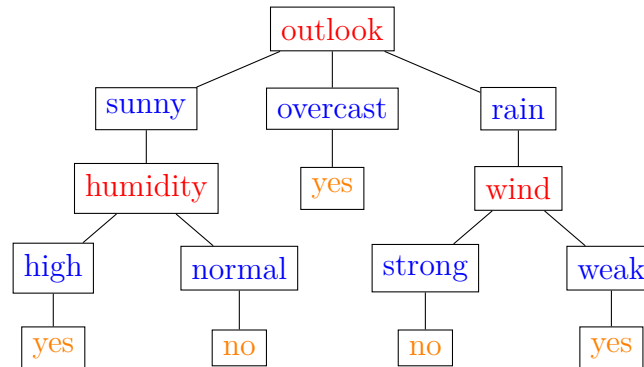 outlook
sunny
overcast
rain
humidity
yes
wind
high
normal
strong
weak
yes
no
no
yes